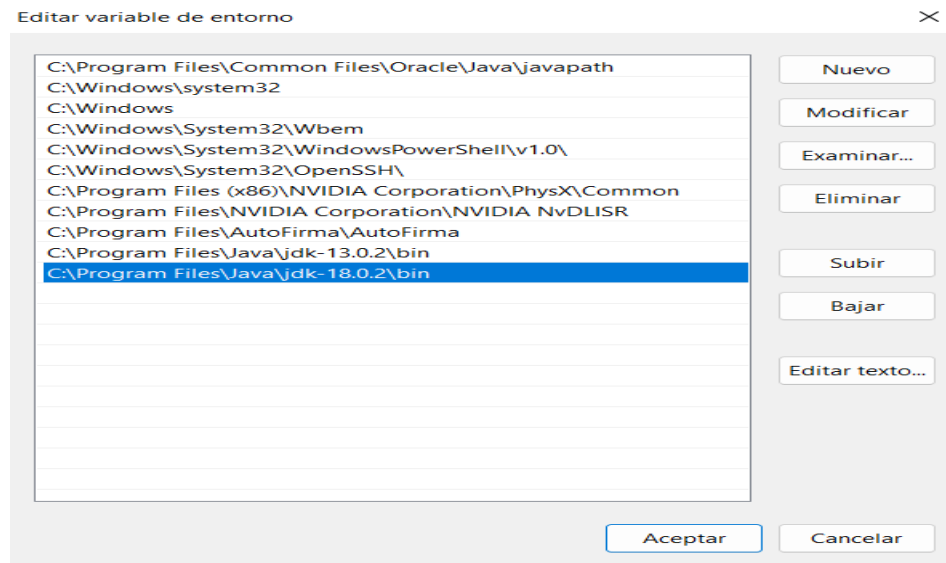 Editar variable de entorno
C:\Program Files\Common Files\Oracle\Java\javapath
C:\Windows\system32
C:\Windows
C:\Windows\System32\Wbem
C:\Windows\System32\WindowsPowerShell\v1.0\
C:\Windows\System32\OpenSSH\
C:\Program Files (x86)\NVIDIA Corporation\PhysX\Common
C:\Program Files\NVIDIA Corporation\NVIDIA NvDLISR
C:\Program Files\AutoFirma\AutoFirma
C:\Program Files\Java\jdk-13.0.2\bin
C:\Program Files\Java\jdk-18.0.2\bin
Nuevo
Modificar
Examinar...
Eliminar
Subir
Bajar
Editar texto...
Aceptar
Cancelar